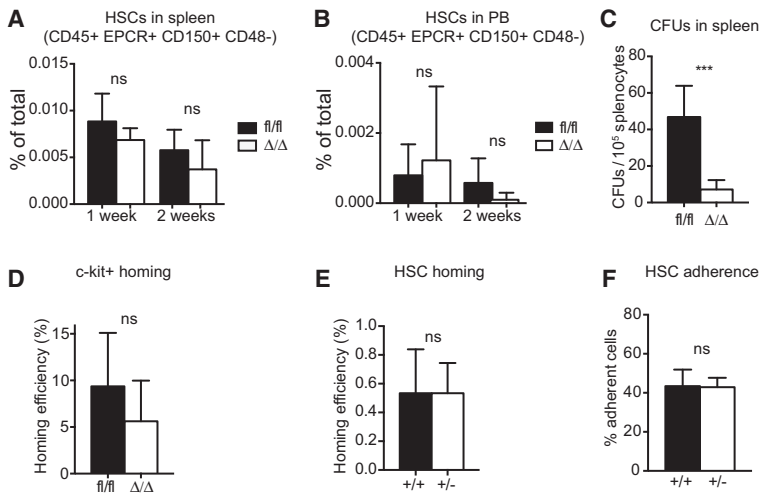 A
HSCs in spleen
(CD45+ EPCR+ CD150+ CD48-)
% of total
0.015
0.010
0.005
0.000
ns
ns
1 week
2 weeks
fl/fl
Δ/Δ
B
HSCs in PB
(CD45+ EPCR+ CD150+ CD48-)
% of total
0.004
0.002
0.000
ns
ns
1 week
2 weeks
fl/fl
Δ/Δ
C
CFUs in spleen
CFUs / 10⁵ splenocytes
80
60
40
20
0
***
fl/fl
Δ/Δ
D
c-kit+ homing
Homing efficiency (%)
15
10
5
0
ns
fl/fl
Δ/Δ
E
HSC homing
Homing efficiency (%)
1.0
0.8
0.6
0.4
0.2
0.0
ns
+/+
+/-
F
HSC adherence
% adherent cells
80
60
40
20
0
ns
+/+
+/-